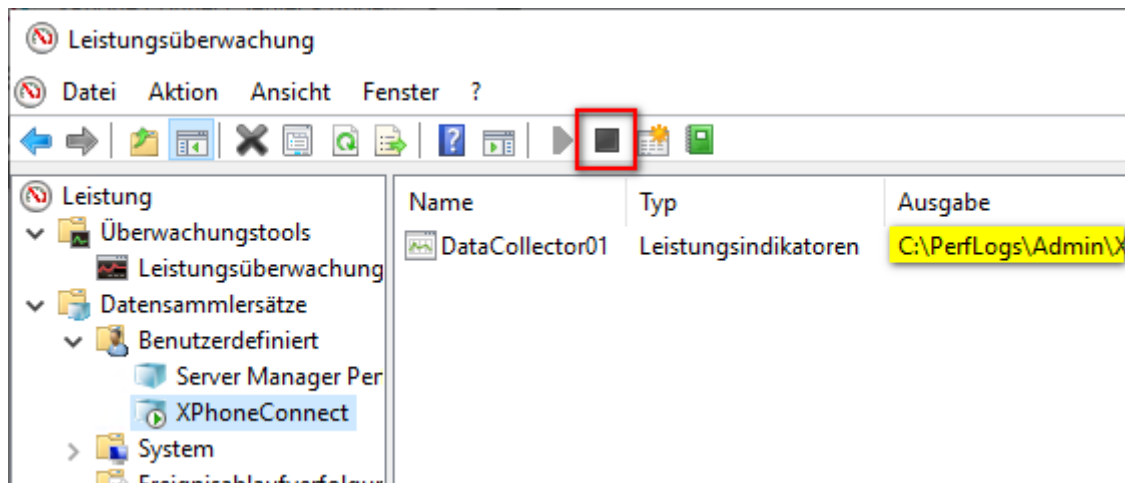 Leistungsüberwachung
Datei Aktion Ansicht Fenster ?
Leistung
Überwachungstools
Leistungsüberwachung
Datensammlersätze
Benutzerdefiniert
Server Manager Per
XPhoneConnect
System
Name Typ Ausgabe
DataCollector01 Leistungsindikatoren C:\PerfLogs\Admin\X